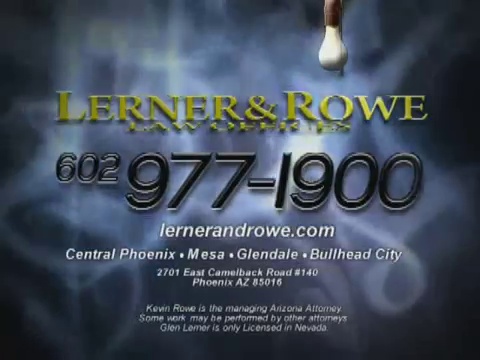 LERNER & ROWE
LAW OFFICES
602 977-1900
lernerandrowe.com
Central Phoenix • Mesa • Glendale • Bullhead City
2701 East Camelback Road #140
Phoenix AZ 85016
Kevin Rowe is the managing Arizona Attorney
Some work may be performed by other attorneys
Glen Lerner is only Licensed in Nevada.